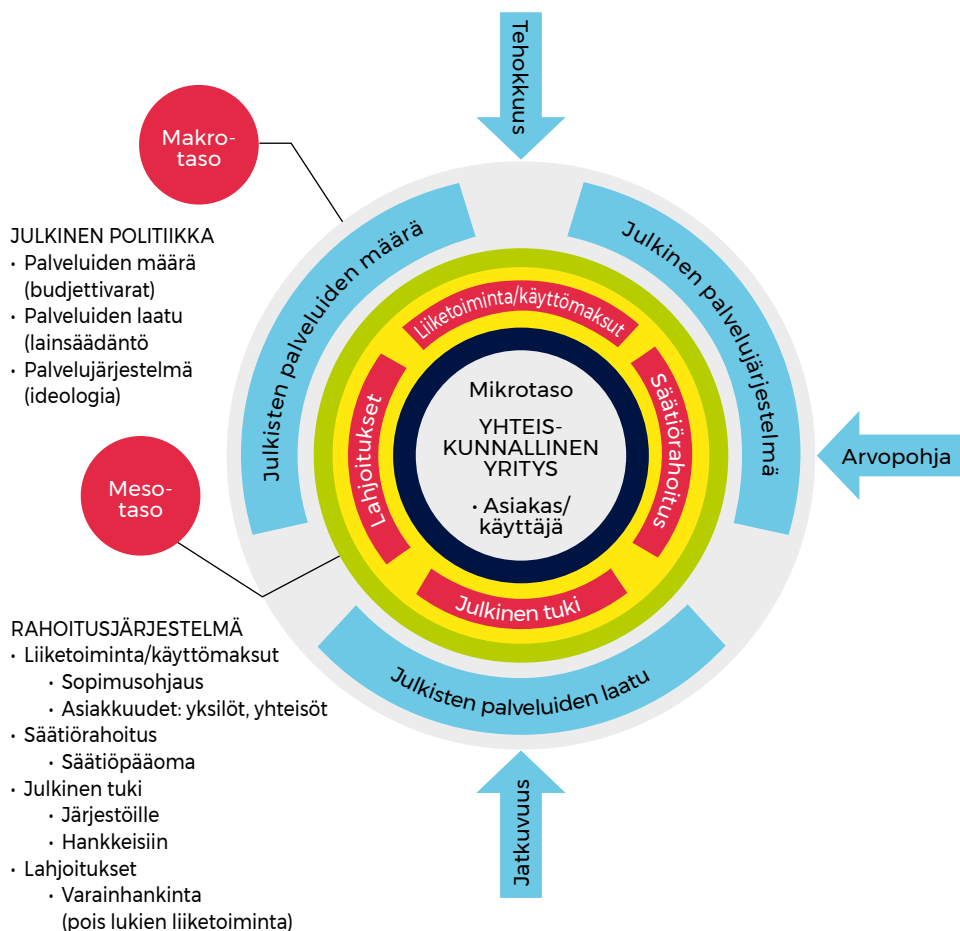 Tehokkuus
Makro-
taso
JULKINEN POLITIIKKA
• Palveluiden määrä
(budjettivarat)
• Palveluiden laatu
(lainsäädäntö
• Palvelujärjestelmä
(ideologia)
Julkisten palveluiden määrä
Julkinen palvelujärjestelmä
Liiketoiminta/käyttömaksut
Lahjoitukset
Säätiörahoitus
Mikrotaso
YHTEIS-
KUNNALLINEN
YRITYS
• Asiakas/
käyttäjä
Arvopohja
Meso-
taso
Julkinen tuki
Julkisten palveluiden laatu
RAHOITUSJÄRJESTELMÄ
• Liiketoiminta/käyttömaksut
• Sopimusohjaus
• Asiakkuudet: yksilöt, yhteisöt
• Säätiörahoitus
• Säätiöpääoma
• Julkinen tuki
• Järjestöille
• Hankkeisiin
• Lahjoitukset
• Varainhankinta
(pois lukien liiketoiminta)
Jatkuvuus